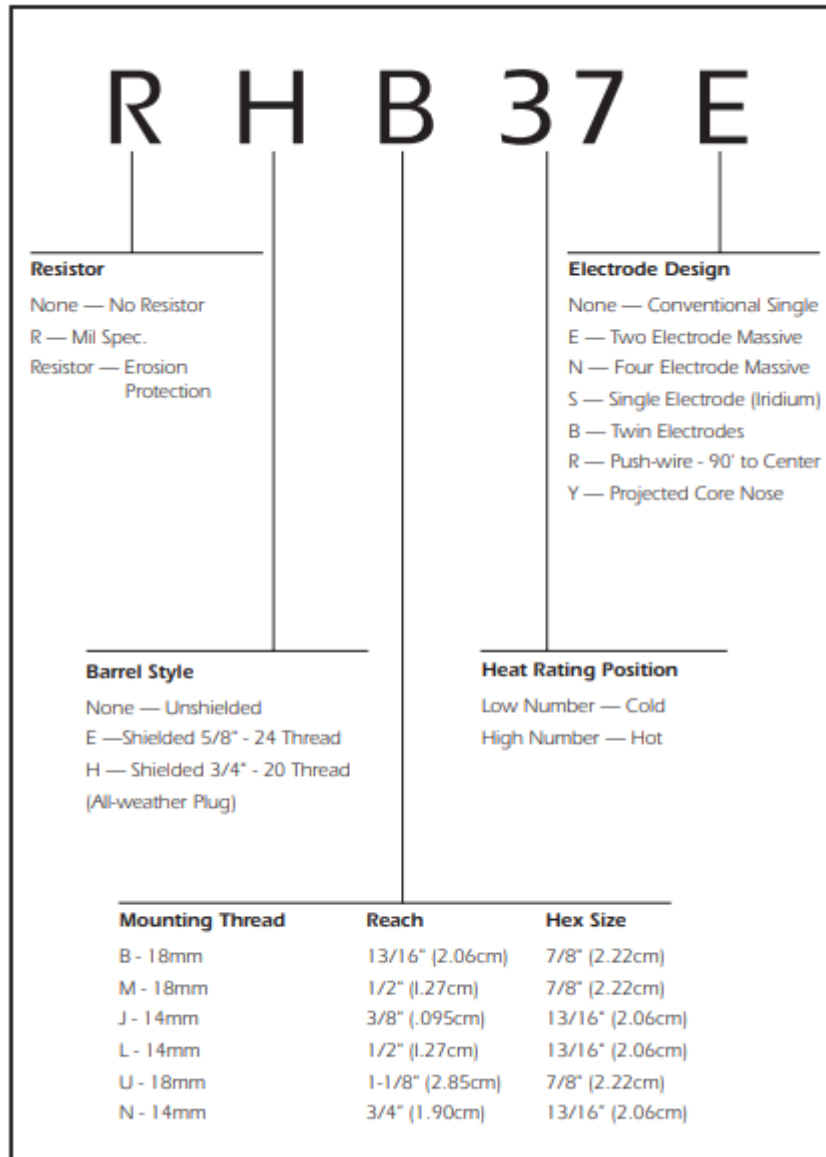 R H B 37 E
Resistor
None — No Resistor
R — Mil Spec.
Resistor — Erosion
Protection
Electrode Design
None — Conventional Single
E — Two Electrode Massive
N — Four Electrode Massive
S — Single Electrode (Iridium)
B — Twin Electrodes
R — Push-wire - 90' to Center
Y — Projected Core Nose
Barrel Style
None — Unshielded
E —Shielded 5/8" - 24 Thread
H — Shielded 3/4" - 20 Thread
(All-weather Plug)
Heat Rating Position
Low Number — Cold
High Number — Hot
Mounting Thread Reach Hex Size
B - 18mm 13/16" (2.06cm) 7/8" (2.22cm)
M - 18mm 1/2" (I.27cm) 7/8" (2.22cm)
J - 14mm 3/8" (.095cm) 13/16" (2.06cm)
L - 14mm 1/2" (I.27cm) 13/16" (2.06cm)
U - 18mm 1-1/8" (2.85cm) 7/8" (2.22cm)
N - 14mm 3/4" (1.90cm) 13/16" (2.06cm)